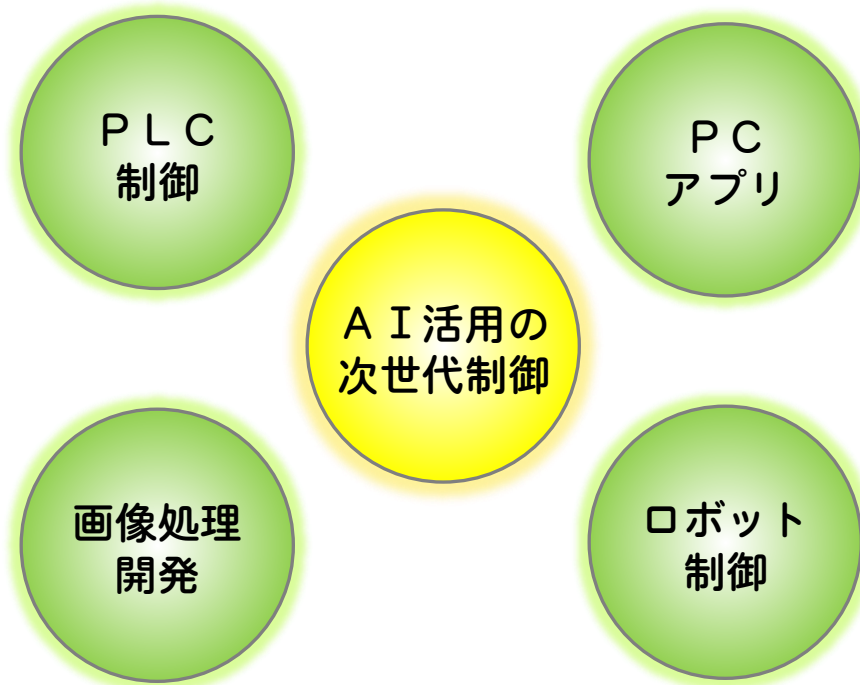 ＰＬＣ
制御
ＰＣ
アプリ
ＡＩ活用の
次世代制御
画像処理
開発
ロボット
制御